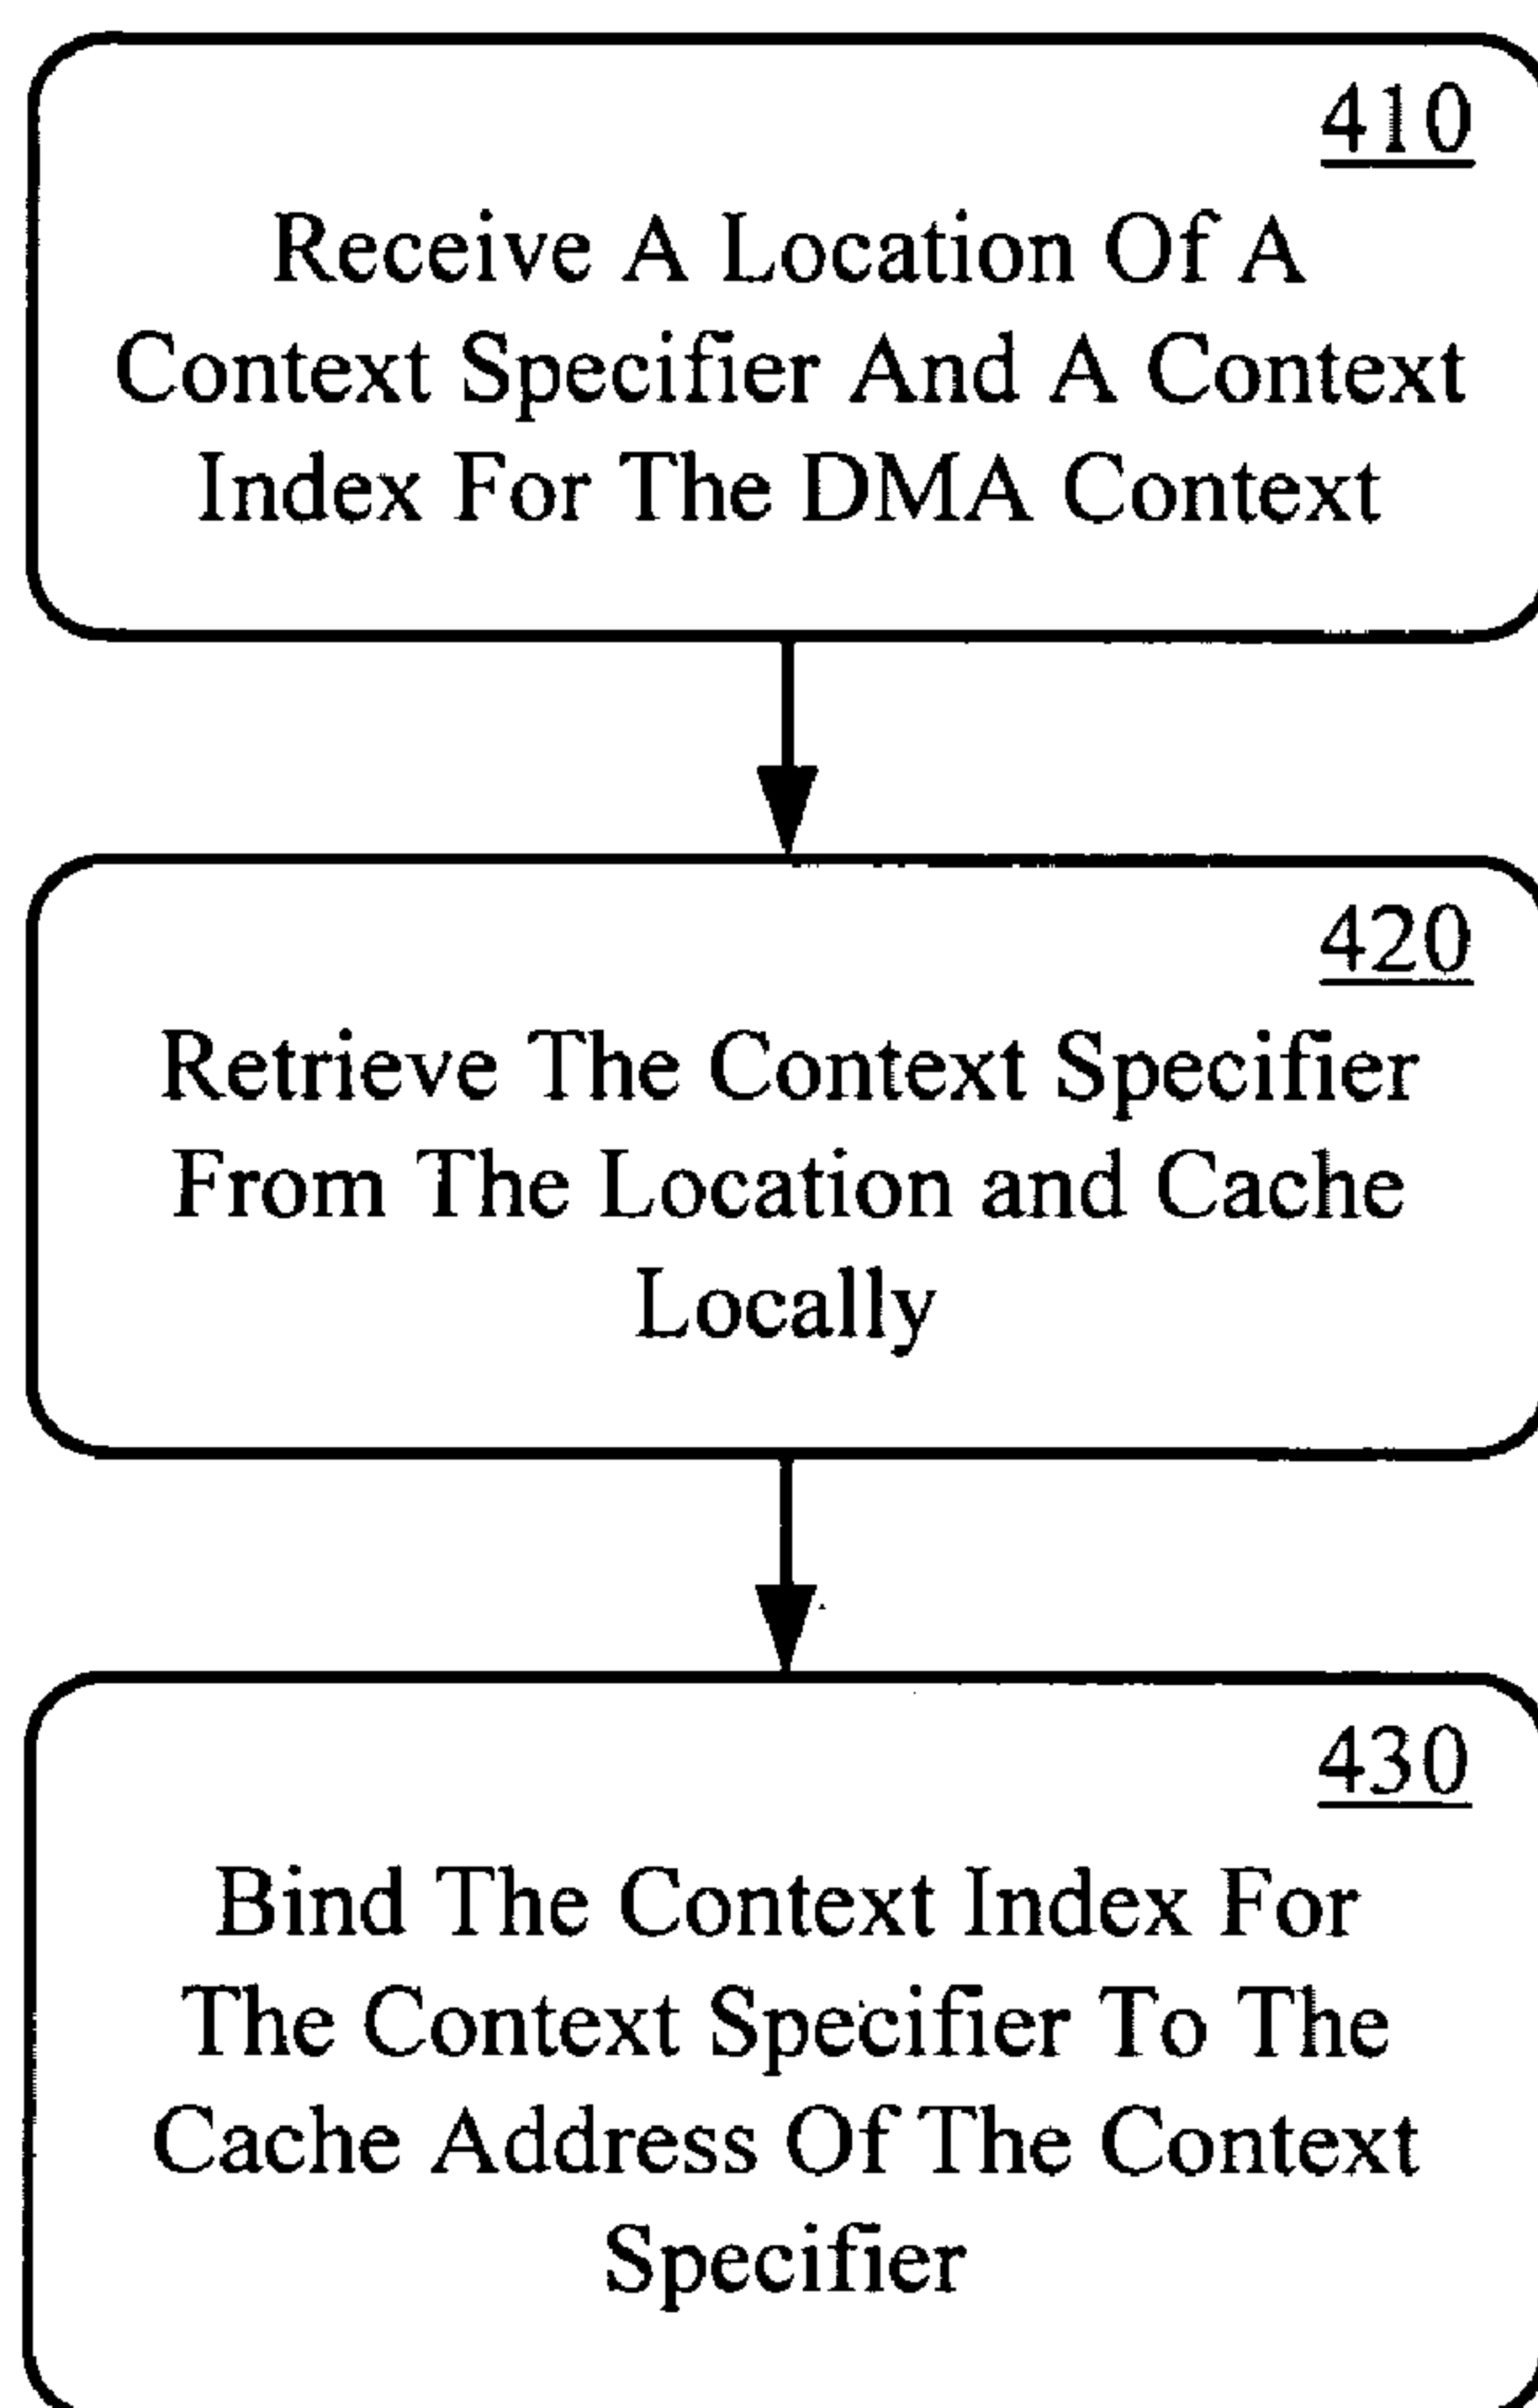 410
Receive A Location Of A
Context Specifier And A Context
Index For The DMA Context
420
Retrieve The Context Specifier
From The Location and Cache
Locally
430
Bind The Context Index For
The Context Specifier To The
Cache Address Of The Context
Specifier